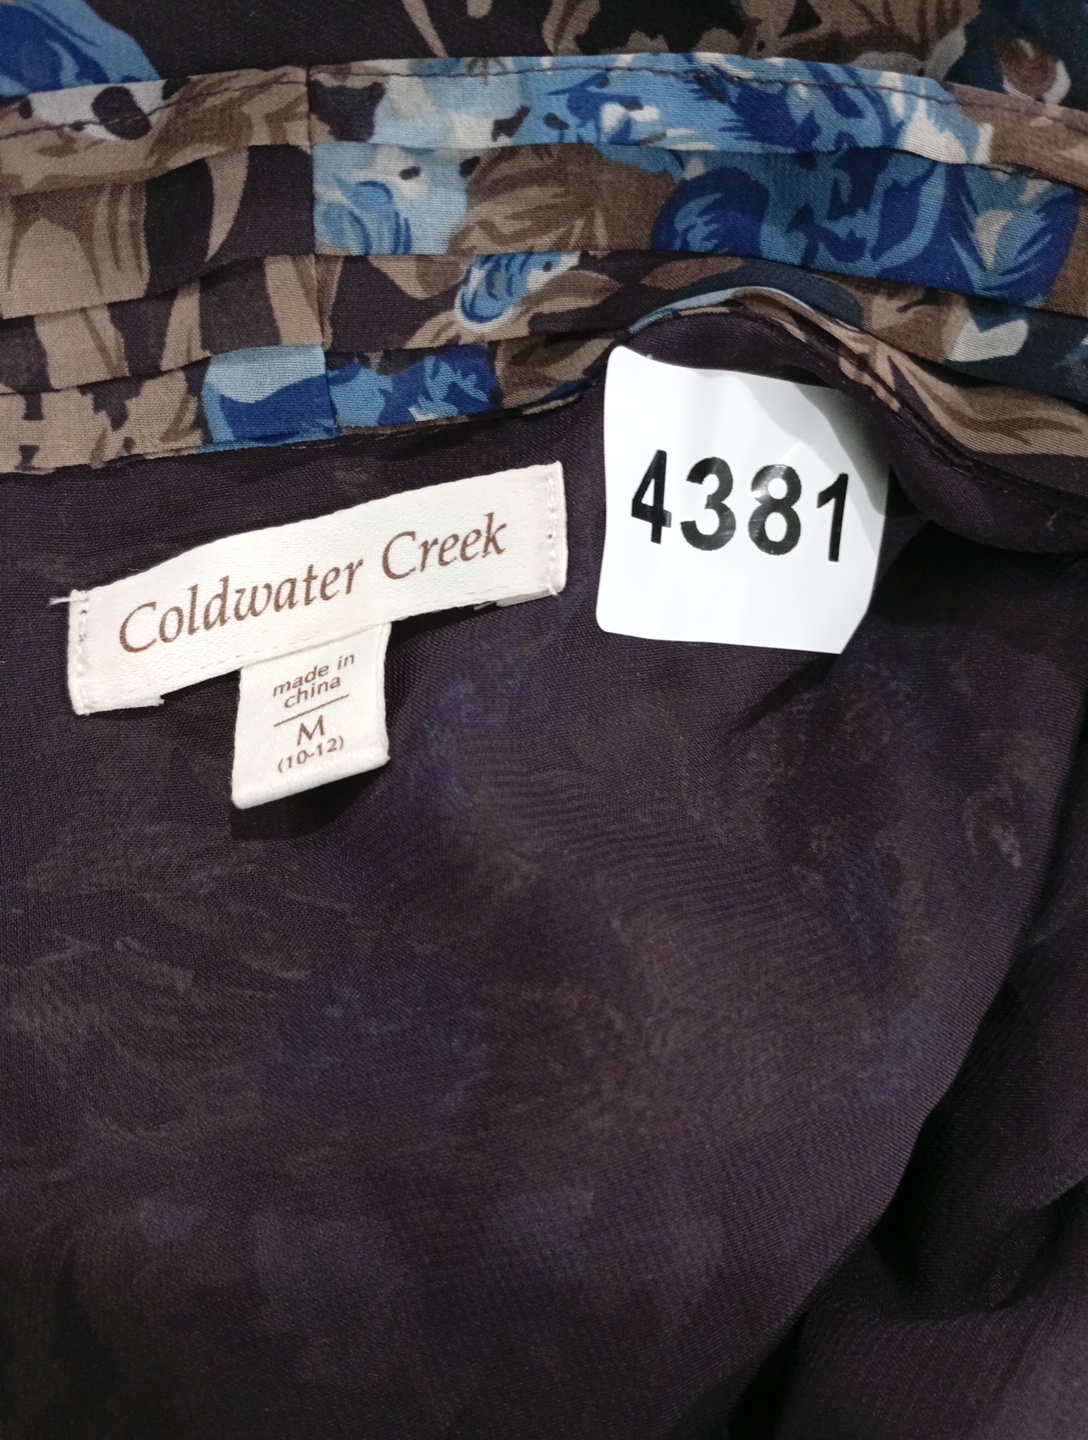 Coldwater Creek
made in
china
M
(10-12)
4381